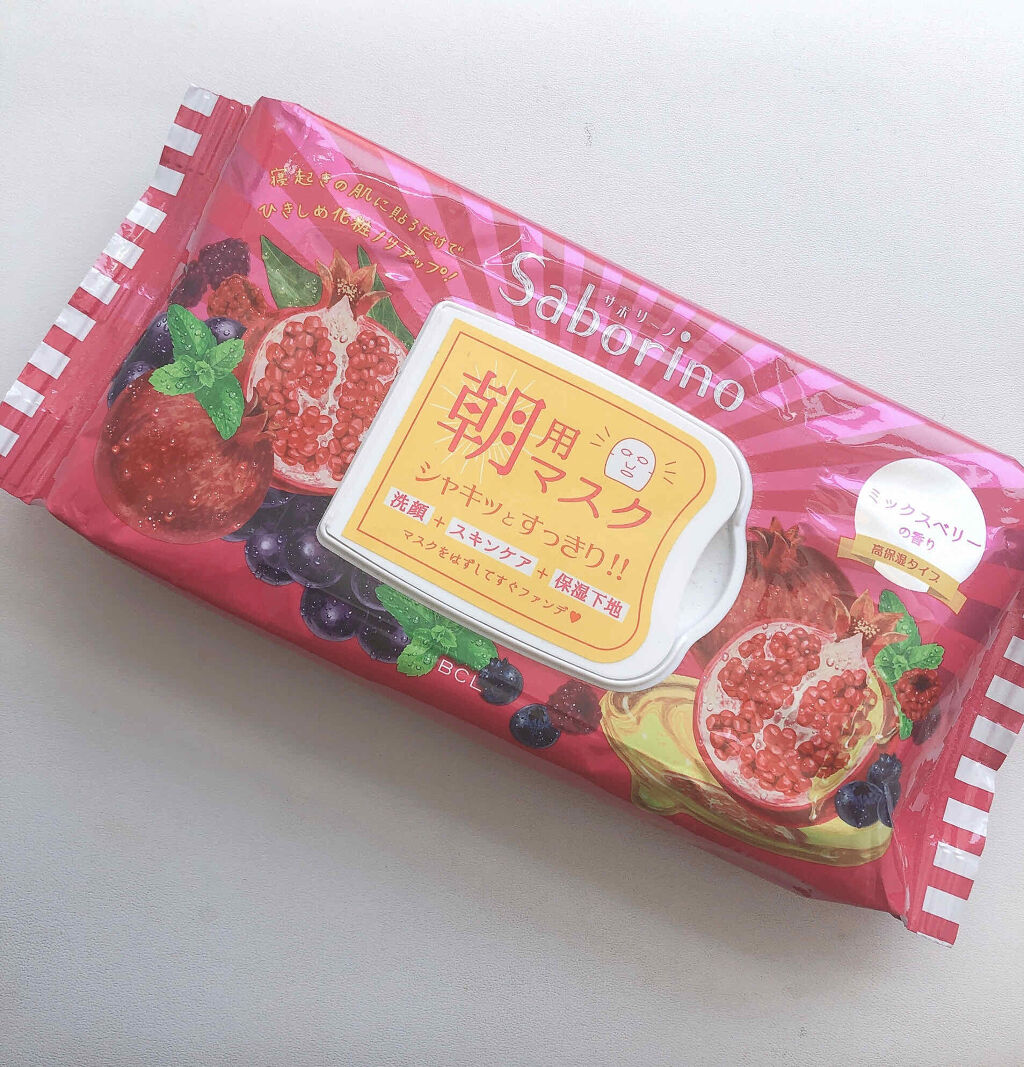 寝起きの肌に貼るだけで
ひきしめ化粧ノリアップ!
Saborino
サボリーノ
朝用マスク
シャキッとすっきり!!
洗顔+スキンケア+保湿下地
マスクをはずしてすぐファンデ♥
ミックスベリー
の香り
高保湿タイプ
BCL